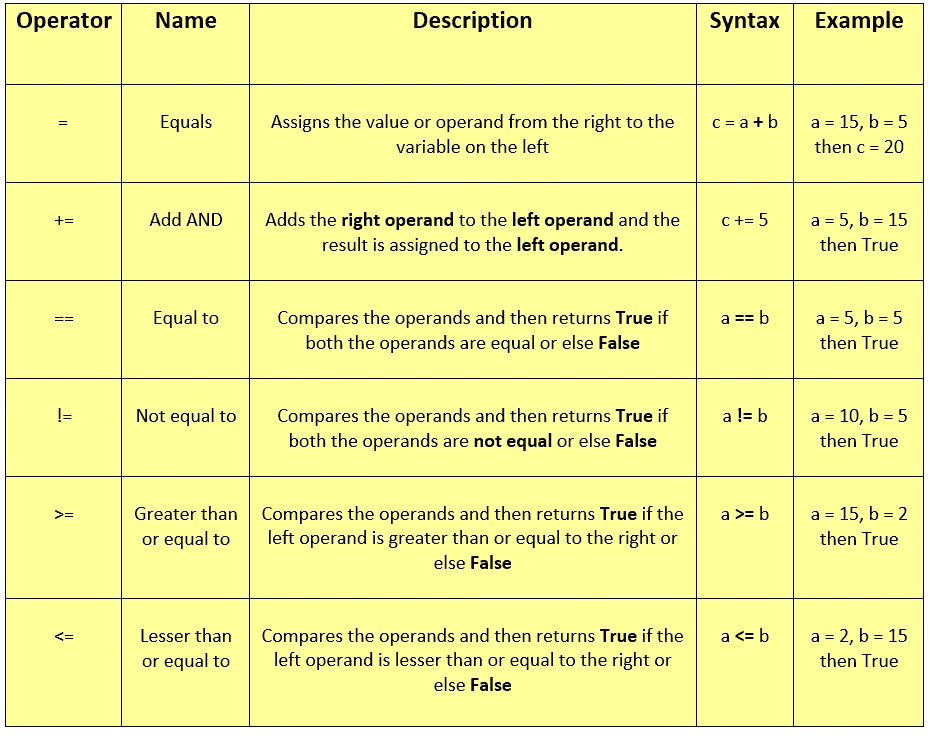 Operator Name Description Syntax Example
= Equals Assigns the value or operand from the right to the variable on the left c = a + b a = 15, b = 5 then c = 20
+= Add AND Adds the right operand to the left operand and the result is assigned to the left operand. c += 5 a = 5, b = 15 then True
== Equal to Compares the operands and then returns True if both the operands are equal or else False a == b a = 5, b = 5 then True
!= Not equal to Compares the operands and then returns True if both the operands are not equal or else False a != b a = 10, b = 5 then True
>= Greater than or equal to Compares the operands and then returns True if the left operand is greater than or equal to the right or else False a >= b a = 15, b = 2 then True
<= Lesser than or equal to Compares the operands and then returns True if the left operand is lesser than or equal to the right or else False a <= b a = 2, b = 15 then True